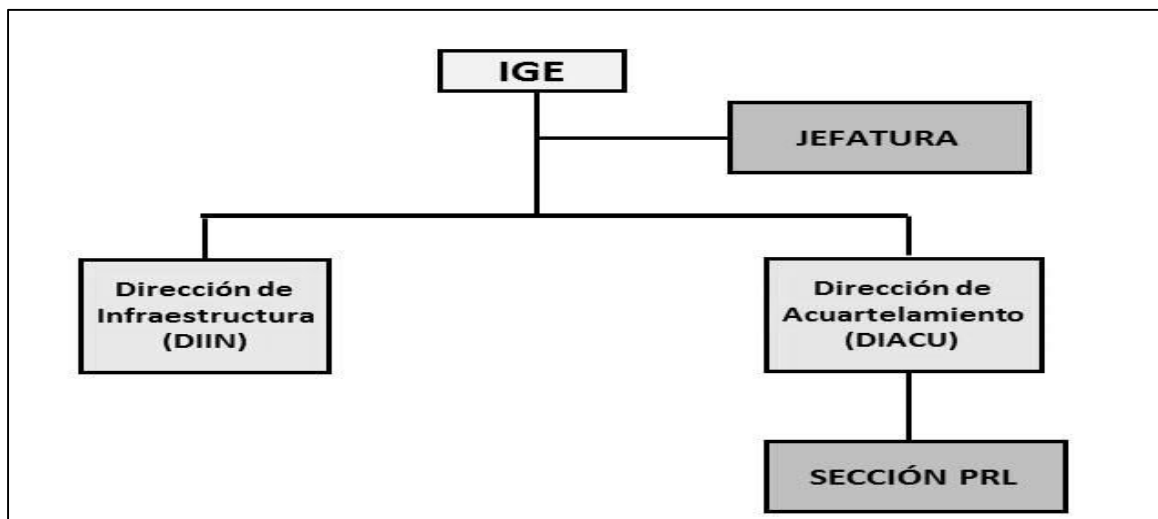 IGE
JEFATURA
Dirección de
Infraestructura
(DIIN)
Dirección de
Acuartelamiento
(DIACU)
SECCIÓN PRL